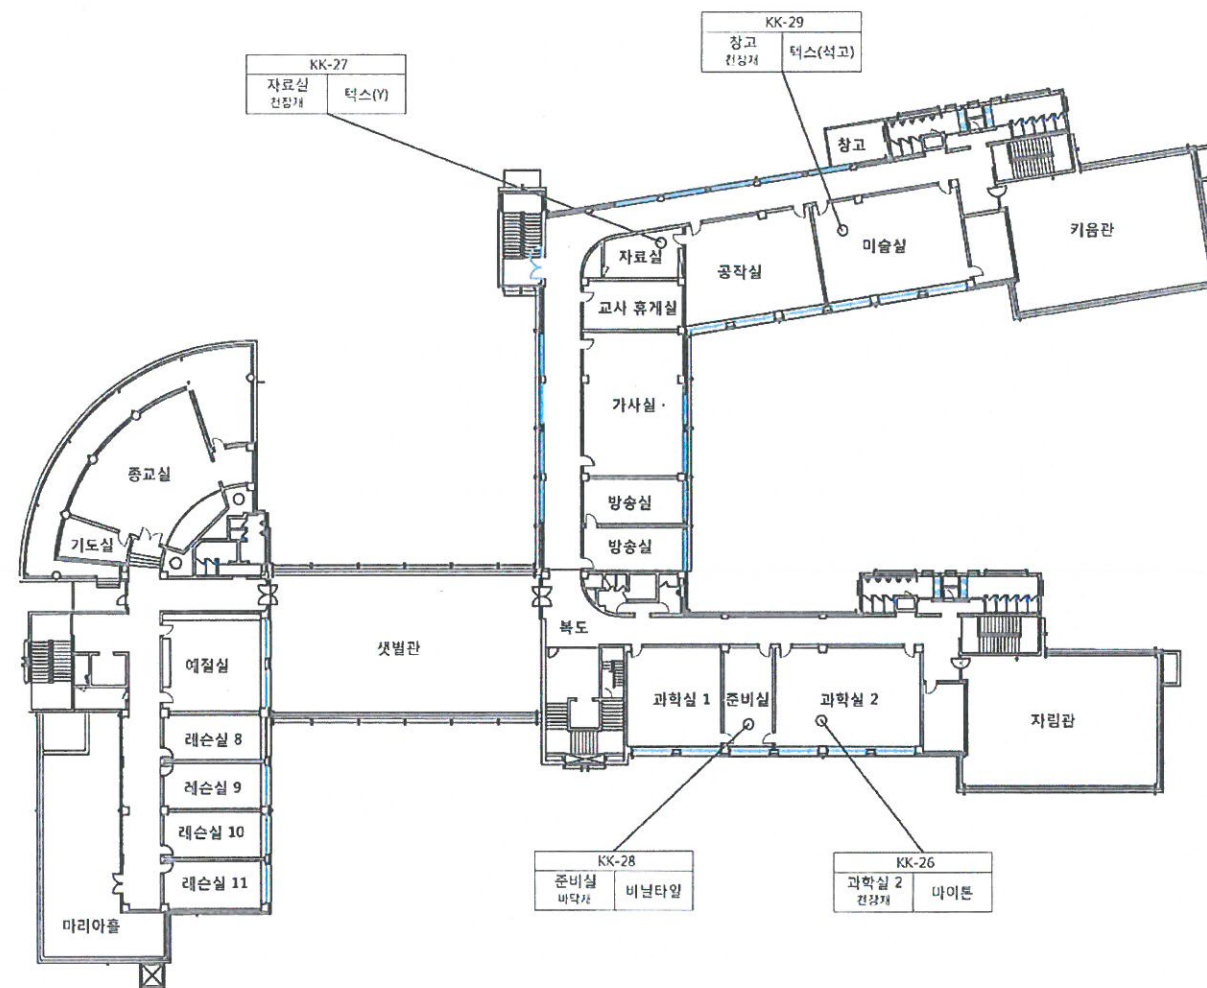 KK-29
창고
천장재
텍스(석고)
KK-27
자료실
천장재
텍스(Y)
창고
키움관
미술실
자료실
공작실
교사 휴게실
가사실
종교실
방송실
기도실
방송실
복도
샛별관
예절실
과학실 1
준비실
과학실 2
자림관
레슨실 8
레슨실 9
레슨실 10
레슨실 11
마리아홀
KK-28
준비실
바닥재
비닐타일
KK-26
과학실 2
천장재
마이톤